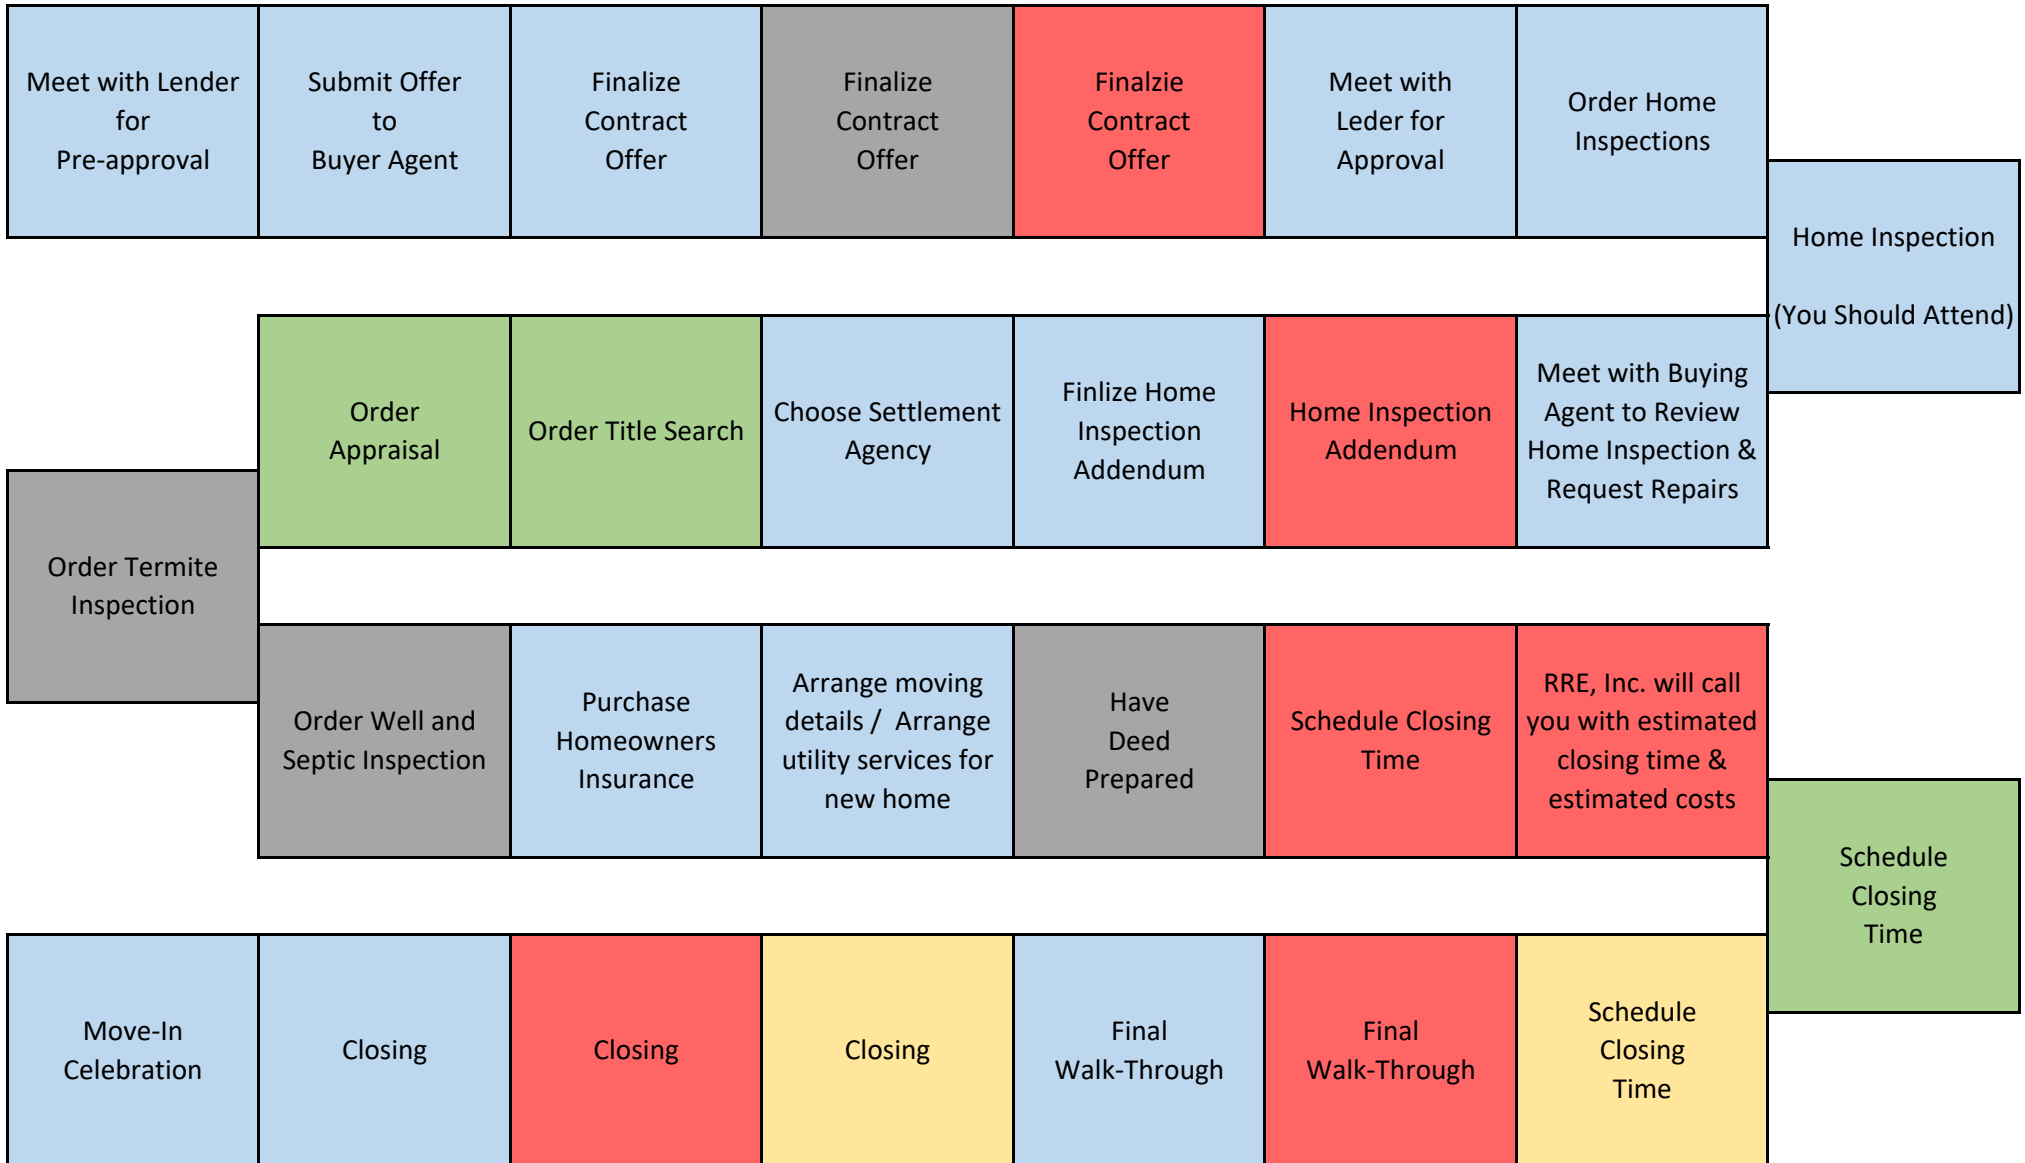 Meet with Lender
for
Pre-approval
Submit Offer
to
Buyer Agent
Finalize
Contract
Offer
Finalize
Contract
Offer
Finalzie
Contract
Offer
Meet with
Leder for
Approval
Order Home
Inspections
Home Inspection
(You Should Attend)
Meet with Buying
Agent to Review
Home Inspection &
Request Repairs
Home Inspection
Addendum
Finlize Home
Inspection
Addendum
Choose Settlement
Agency
Order Title Search
Order
Appraisal
Order Termite
Inspection
Order Well and
Septic Inspection
Purchase
Homeowners
Insurance
Arrange moving
details /  Arrange
utility services for
new home
Have
Deed
Prepared
Schedule Closing
Time
RRE, Inc. will call
you with estimated
closing time &
estimated costs
Schedule
Closing
Time
Schedule
Closing
Time
Final
Walk-Through
Final
Walk-Through
Closing
Closing
Closing
Move-In
Celebration